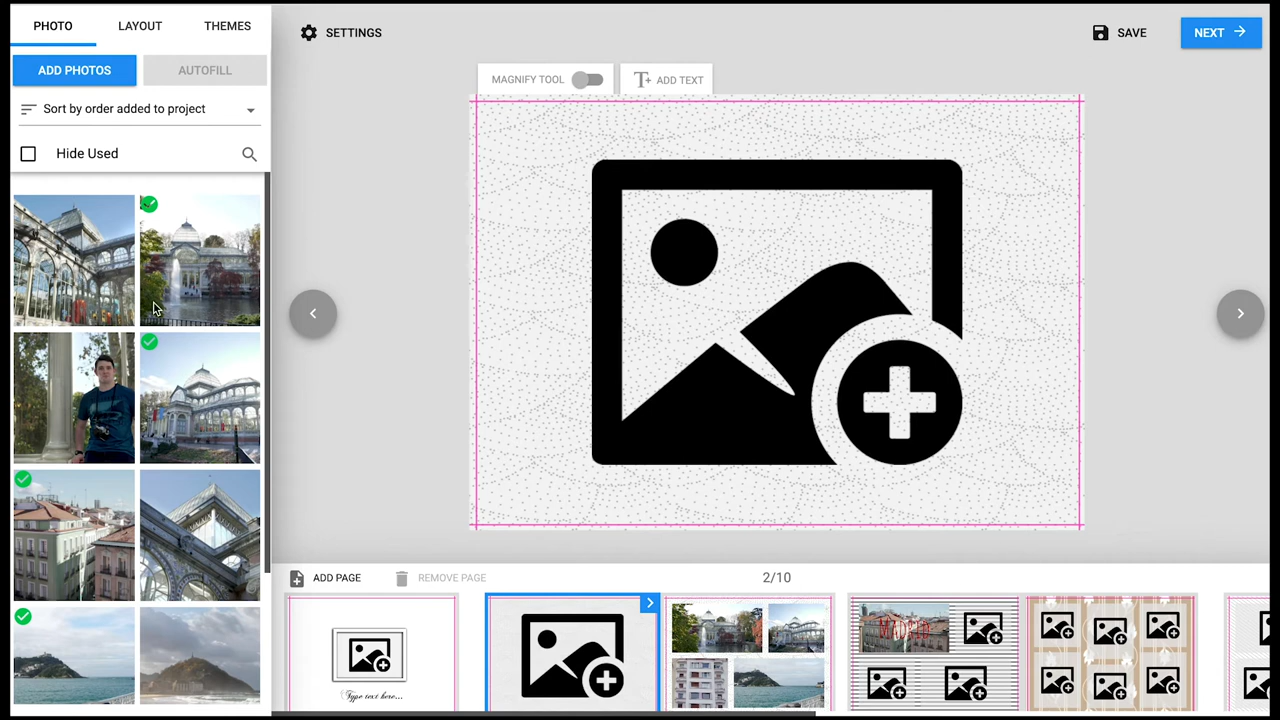 PHOTO LAYOUT THEMES
SETTINGS
SAVE
NEXT
ADD PHOTOS
AUTOFILL
MAGNIFY TOOL
ADD TEXT
Sort by order added to project
Hide Used
ADD PAGE
REMOVE PAGE
2/10
Type text here...
MADRID